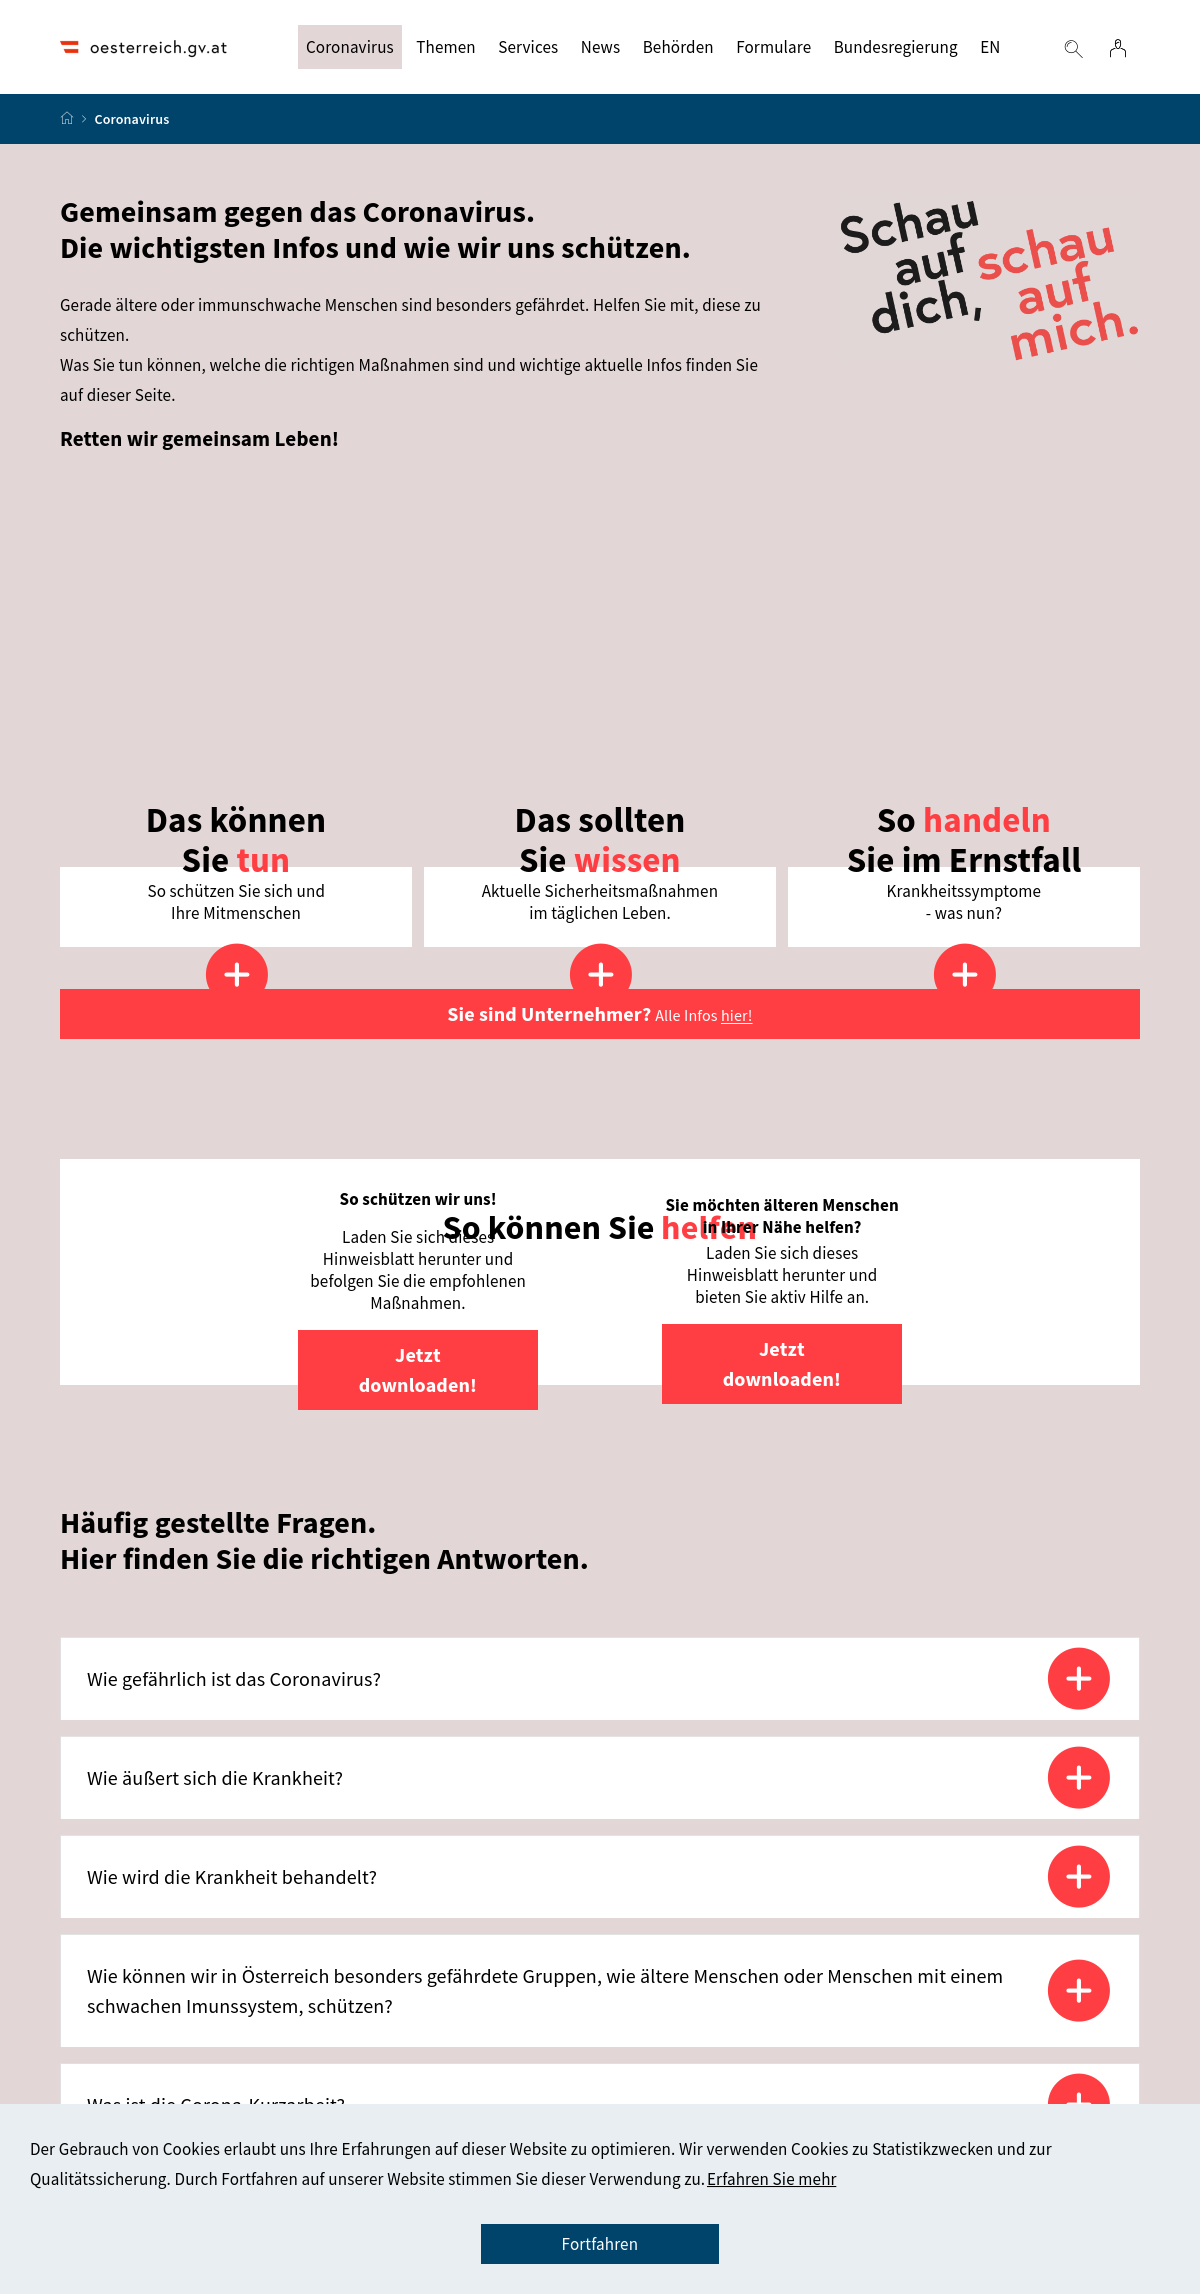 oesterreich.gv.at
Coronavirus Themen Services News Behörden Formulare Bundesregierung EN
Coronavirus
Gemeinsam gegen das Coronavirus.
Die wichtigsten Infos und wie wir uns schützen.
Gerade ältere oder immunschwache Menschen sind besonders gefährdet. Helfen Sie mit, diese zu
schützen.
Was Sie tun können, welche die richtigen Maßnahmen sind und wichtige aktuelle Infos finden Sie
auf dieser Seite.
Retten wir gemeinsam Leben!
Schau
auf
dich,
schau
auf
mich.
Das können
Sie tun
So schützen Sie sich und
Ihre Mitmenschen
Das sollten
Sie wissen
Aktuelle Sicherheitsmaßnahmen
im täglichen Leben.
So handeln
Sie im Ernstfall
Krankheitssymptome
- was nun?
Sie sind Unternehmer? Alle Infos hier!
So können Sie helfen
So schützen wir uns!
Laden Sie sich dieses
Hinweisblatt herunter und
befolgen Sie die empfohlenen
Maßnahmen.
Jetzt
downloaden!
Sie möchten älteren Menschen
in Ihrer Nähe helfen?
Laden Sie sich dieses
Hinweisblatt herunter und
bieten Sie aktiv Hilfe an.
Jetzt
downloaden!
Häufig gestellte Fragen.
Hier finden Sie die richtigen Antworten.
Wie gefährlich ist das Coronavirus?
Wie äußert sich die Krankheit?
Wie wird die Krankheit behandelt?
Wie können wir in Österreich besonders gefährdete Gruppen, wie ältere Menschen oder Menschen mit einem
schwachen Imunssystem, schützen?
Was ist die Corona-Kurzarbeit?
Der Gebrauch von Cookies erlaubt uns Ihre Erfahrungen auf dieser Website zu optimieren. Wir verwenden Cookies zu Statistikzwecken und zur
Qualitätssicherung. Durch Fortfahren auf unserer Website stimmen Sie dieser Verwendung zu. Erfahren Sie mehr
Fortfahren